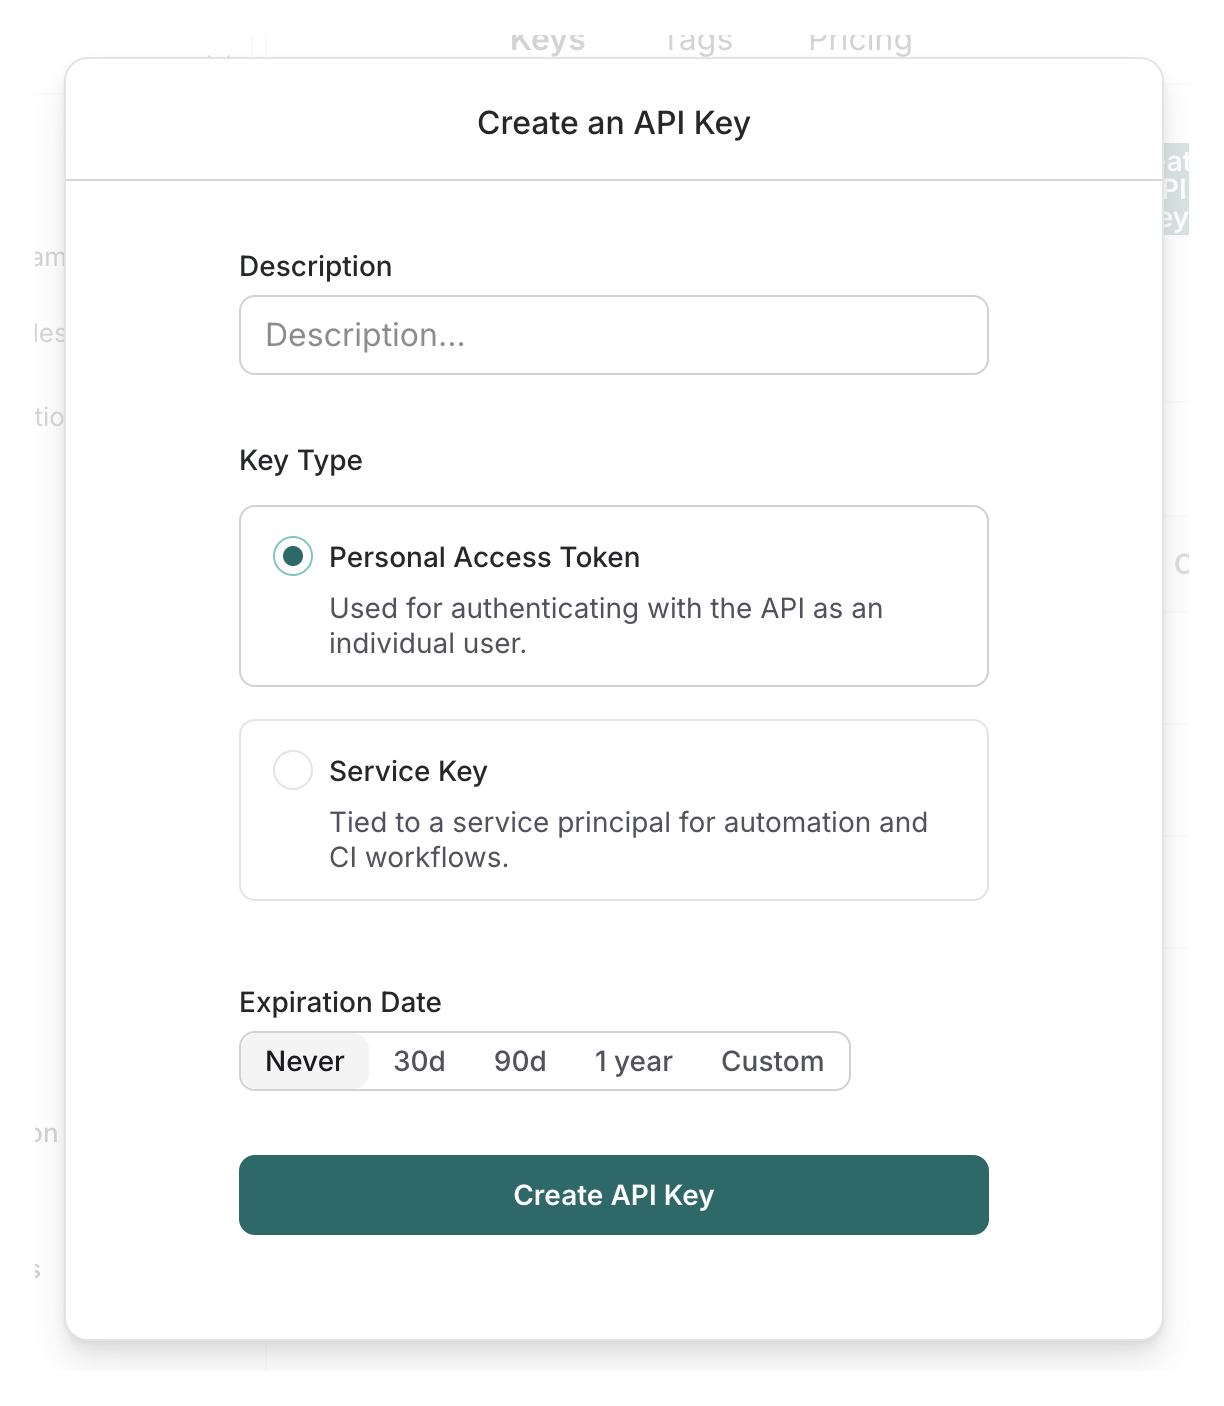 Keys Tags Pricing
Create an API Key
Description
Description...
Key Type
Personal Access Token
Used for authenticating with the API as an
individual user.
Service Key
Tied to a service principal for automation and
CI workflows.
Expiration Date
Never 30d 90d 1 year Custom
Create API Key